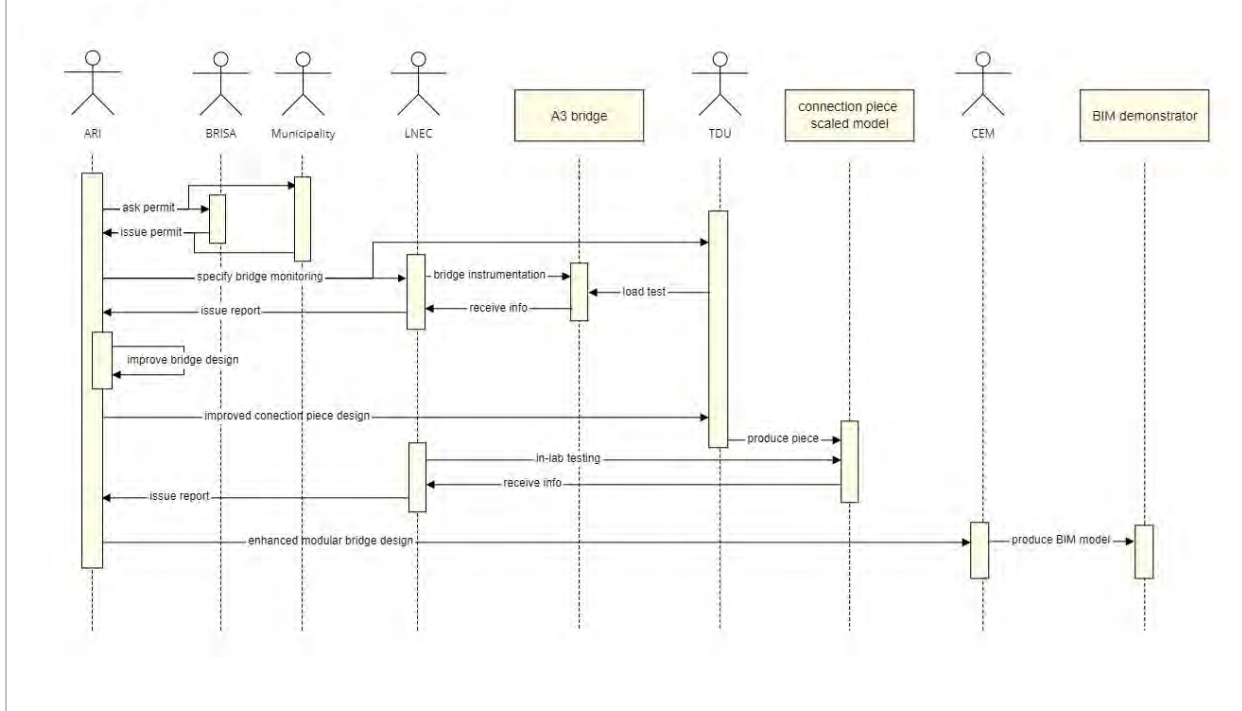 ARI
BRISA
Municipality
LNEC
A3 bridge
TDU
connection piece
scaled model
CEM
BIM demonstrator
ask permit
issue permit
specify bridge monitoring
bridge instrumentation
load test
receive info
issue report
improve bridge design
improved conection piece design
produce piece
in-lab testing
receive info
issue report
enhanced modular bridge design
produce BIM model